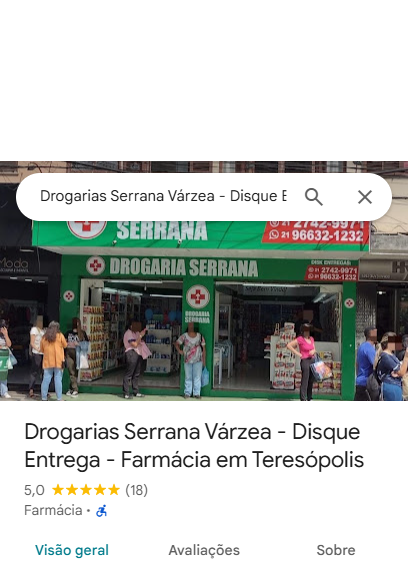 Drogarias Serrana Várzea - Disque E
SERRANA
21 2742-9971
21 96632-1232
DROGARIA SERRANA
DISK ENTREGAS
21 2742-9971
21 96632-1232
DROGARIA
SERRANA
Drogarias Serrana Várzea - Disque
Entrega - Farmácia em Teresópolis
5,0 (18)
Farmácia •
Visão geral
Avaliações
Sobre